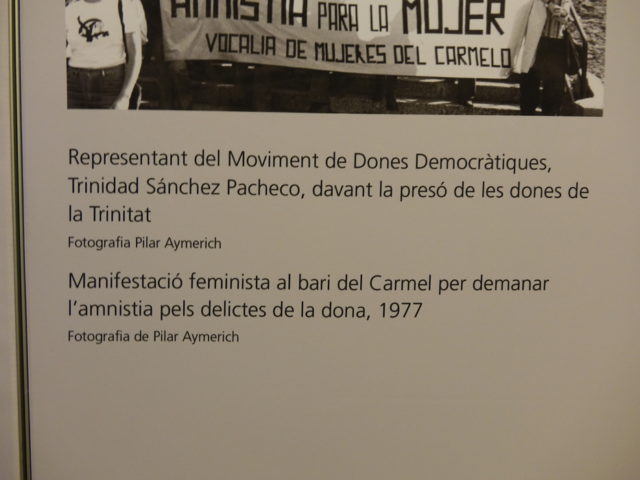 AMNISTIA PARA LA MUJER
VOCALIA DE MUJERES DEL CARMELO
Representant del Moviment de Dones Democràtiques,
Trinidad Sánchez Pacheco, davant la presó de les dones de
la Trinitat
Fotografia Pilar Aymerich
Manifestació feminista al bari del Carmel per demanar
l'amnistia pels delictes de la dona, 1977
Fotografia de Pilar Aymerich